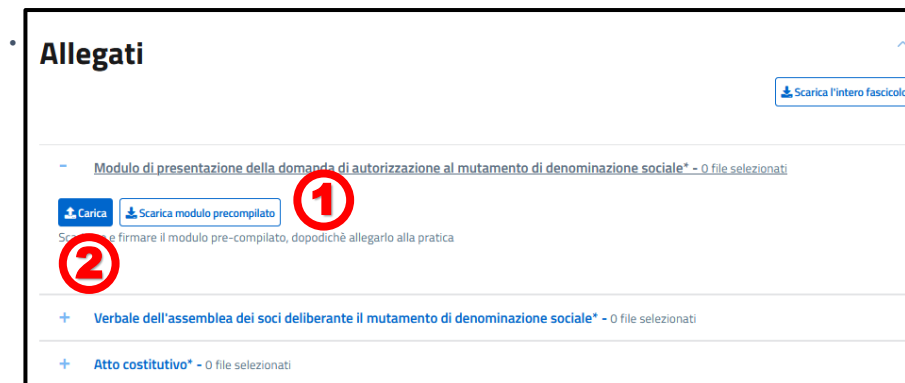 Allegati
Scarica l'intero fascicolo
Modulo di presentazione della domanda di autorizzazione al mutamento di denominazione sociale* - 0 file selezionati
Carica Scarica modulo precompilato
1
e firmare il modulo pre-compilato, dopodichè allegarlo alla pratica
2
Verbale dell'assemblea dei soci deliberante il mutamento di denominazione sociale* - 0 file selezionati
Atto costitutivo* - 0 file selezionati